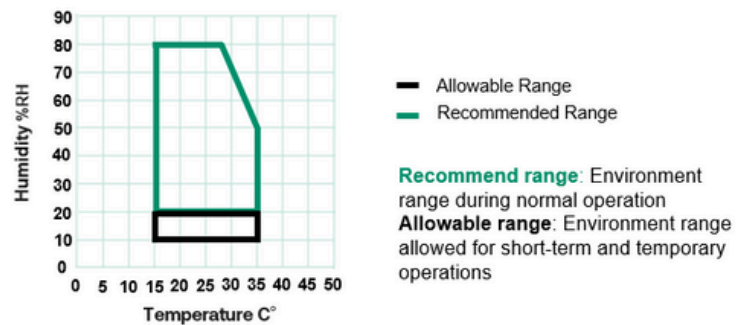 90
80
70
60
50
40
30
20
10
0
Humidity %RH
0 5 10 15 20 25 30 35 40 45 50
Temperature C°
Allowable Range
Recommended Range
Recommend range: Environment
range during normal operation
Allowable range: Environment range
allowed for short-term and temporary
operations